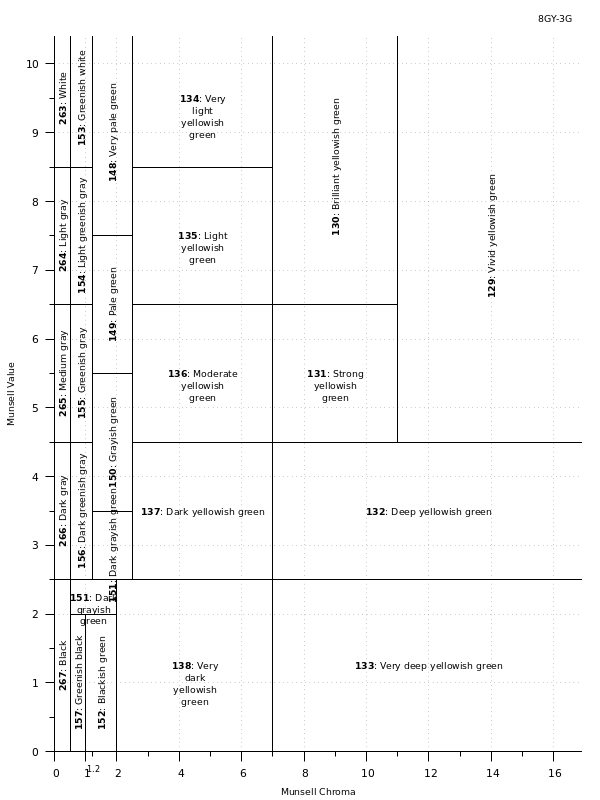 8GY-3G
263: White
153: Greenish white
148: Very pale green
134: Very
light
yellowish
green
130: Brilliant yellowish green
129: Vivid yellowish green
264: Light gray
154: Light greenish gray
135: Light
yellowish
green
149: Pale green
265: Medium gray
155: Greenish gray
136: Moderate
yellowish
green
131: Strong
yellowish
green
150: Grayish green
266: Dark gray
156: Dark greenish gray
151: Dark grayish green
137: Dark yellowish green
132: Deep yellowish green
151: Dark
grayish
green
267: Black
157: Greenish black
152: Blackish green
138: Very
dark
yellowish
green
133: Very deep yellowish green
10
9
8
7
6
5
4
3
2
1
0
Munsell Value
0 1 1.2 2 4 6 8 10 12 14 16
Munsell Chroma